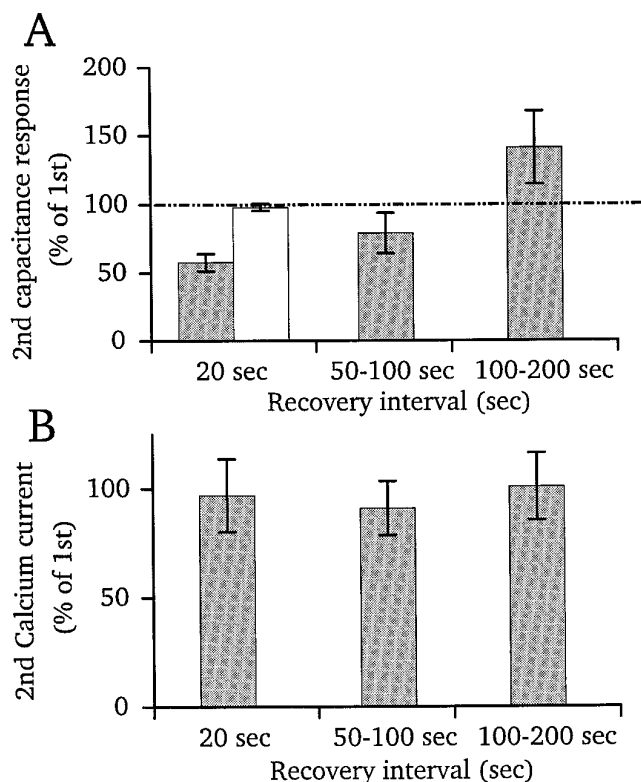 A
2nd capacitance response
(% of 1st)
200
150
100
50
0
20 sec
50-100 sec
100-200 sec
Recovery interval (sec)
B
2nd Calcium current
(% of 1st)
100
50
0
20 sec
50-100 sec
100-200 sec
Recovery interval (sec)